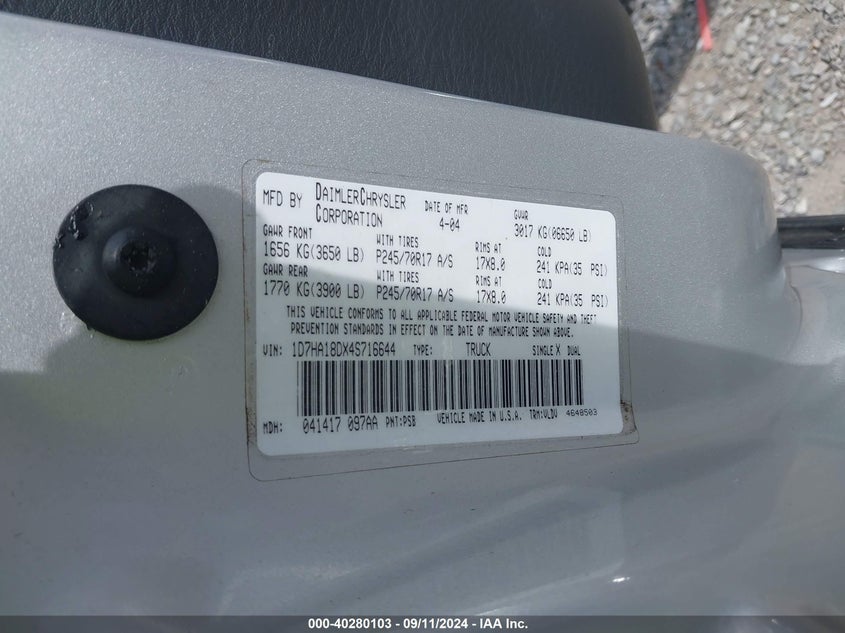 MFD BY DAIMLERCHRYSLER CORPORATION DATE OF MFR 4-04 GVWR 3017 KG(06650 LB)
GAWR FRONT WITH TIRES RIMS AT COLD
1656 KG(3650 LB) P245/70R17 A/S 17X8.0 241 KPA(35 PSI)
GAWR REAR WITH TIRES RIMS AT COLD
1770 KG(3900 LB) P245/70R17 A/S 17X8.0 241 KPA(35 PSI)
THIS VEHICLE CONFORMS TO ALL APPLICABLE FEDERAL MOTOR VEHICLE SAFETY AND THEFT
PREVENTION STANDARDS IN EFFECT ON THE DATE OF MANUFACTURE SHOWN ABOVE.
VIN: 1D7HA18DX4S716644 TYPE: TRUCK SINGLE X DUAL
MDH: 041417 097AA PNT:PSB VEHICLE MADE IN U.S.A. TRM:VLDV 4648503
000-40280103 - 09/11/2024 - IAA Inc.